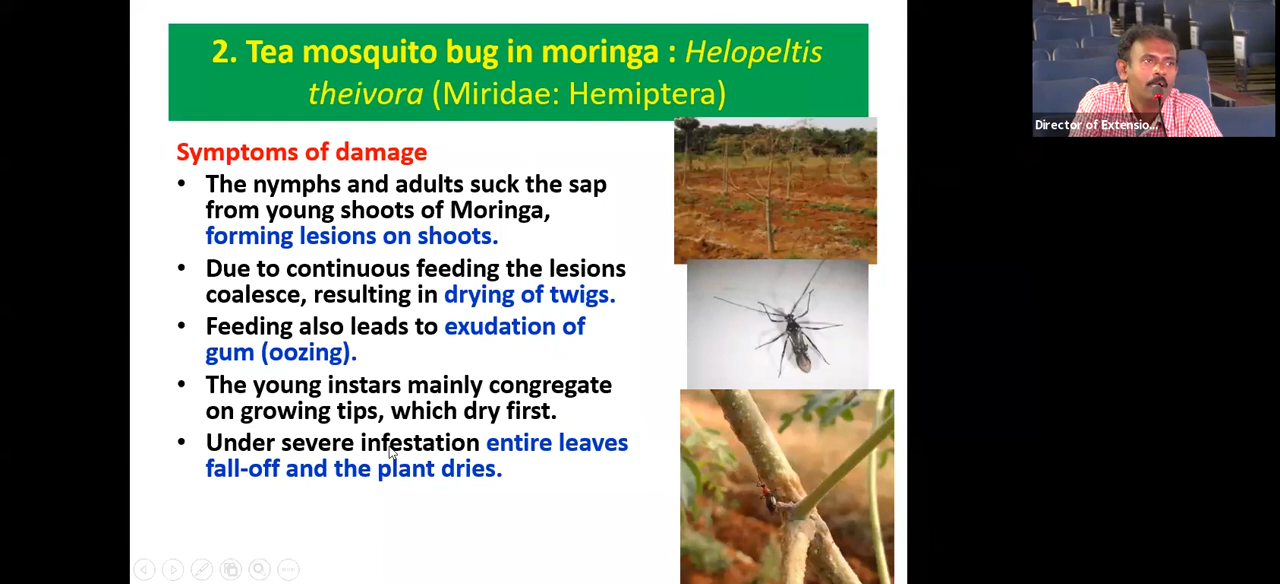 2. Tea mosquito bug in moringa : Helopeltis
theivora (Miridae: Hemiptera)
Symptoms of damage
• The nymphs and adults suck the sap
from young shoots of Moringa,
forming lesions on shoots.
• Due to continuous feeding the lesions
coalesce, resulting in drying of twigs.
• Feeding also leads to exudation of
gum (oozing).
• The young instars mainly congregate
on growing tips, which dry first.
• Under severe infestation entire leaves
fall-off and the plant dries.
Director of Extensio...